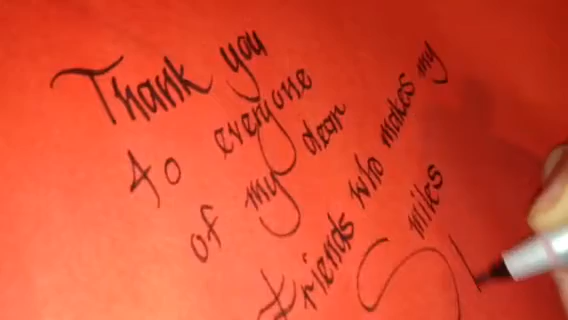 Thank you
to everyone
of my dear
Friends who makes my
Smiles